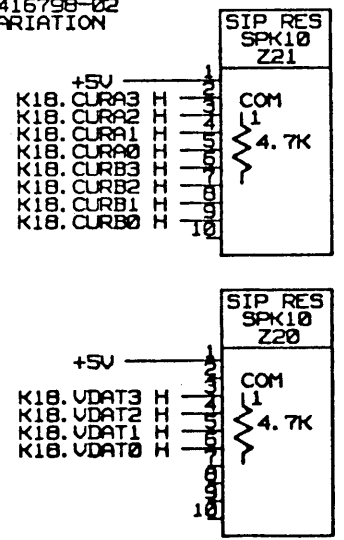 416798-02
ARIATION
SIP RES
SPK10
Z21
1
+5V 2
K18.CURA3 H 3 COM
K18.CURA2 H 4 1
K18.CURA1 H 5 4.7K
K18.CURA0 H 6
K18.CURB3 H 7
K18.CURB2 H 8
K18.CURB1 H 9
K18.CURB0 H 10
SIP RES
SPK10
Z20
+5V 1
2
3 COM
K18.VDAT3 H 4 1
K18.VDAT2 H 5 4.7K
K18.VDAT1 H 6
K18.VDAT0 H 7
8
9
10